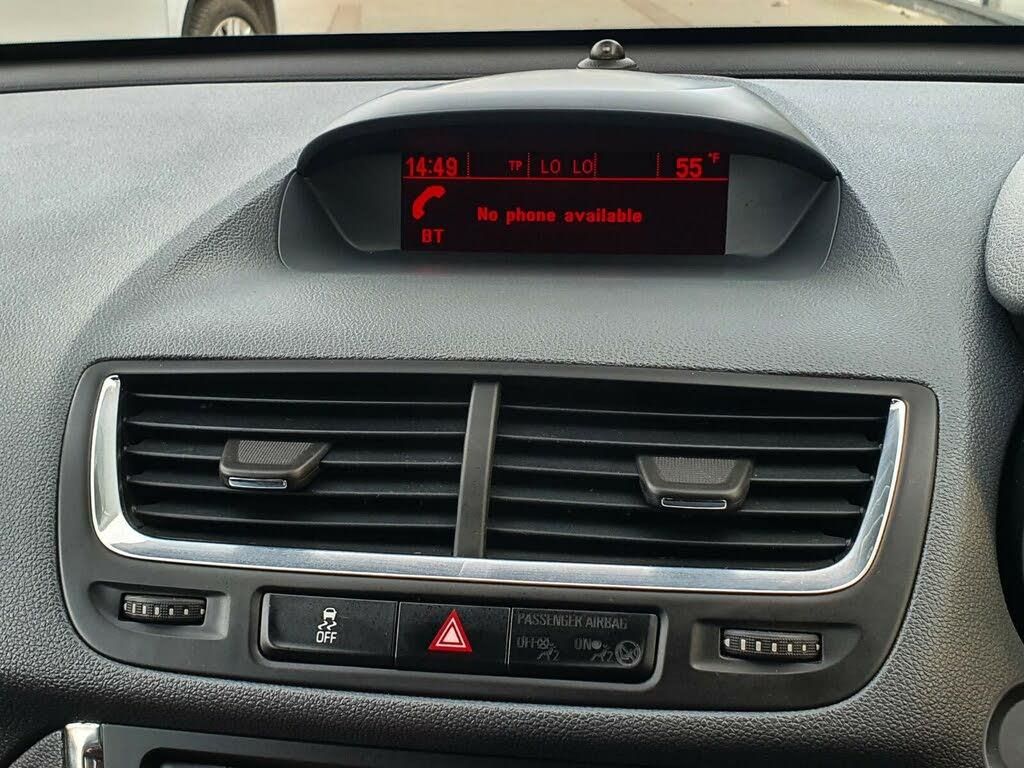 14:49 TP LO LO 55 °F
No phone available
BT
OFF
PASSENGER AIRBAG
OFF ON